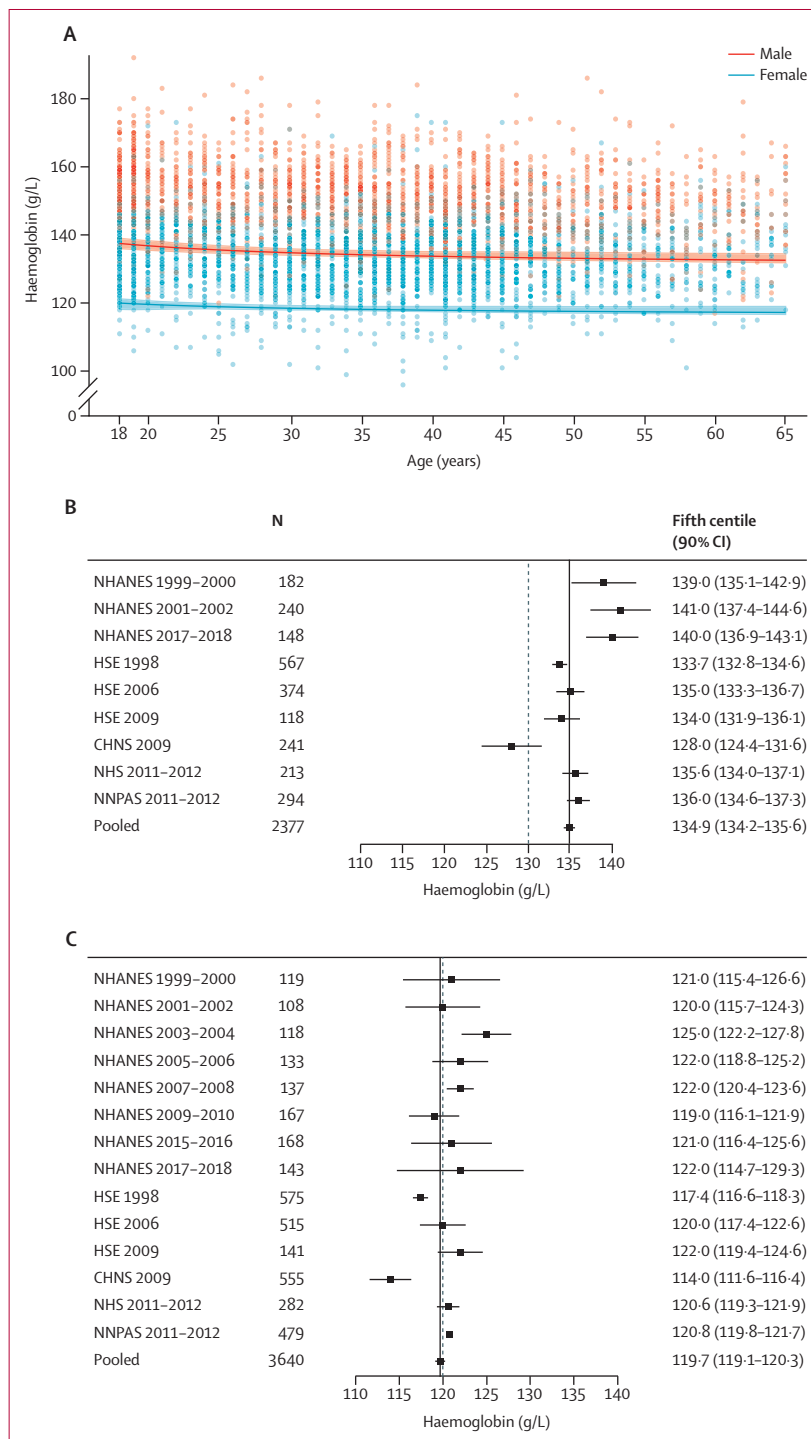 A
Male
Female
180
160
140
120
100
0
Haemoglobin (g/L)
18 20 25 30 35 40 45 50 55 60 65
Age (years)
B
N Fifth centile
(90% CI)
NHANES 1999–2000 182 139·0 (135·1–142·9)
NHANES 2001–2002 240 141·0 (137·4–144·6)
NHANES 2017–2018 148 140·0 (136·9–143·1)
HSE 1998 567 133·7 (132·8–134·6)
HSE 2006 374 135·0 (133·3–136·7)
HSE 2009 118 134·0 (131·9–136·1)
CHNS 2009 241 128·0 (124·4–131·6)
NHS 2011–2012 213 135·6 (134·0–137·1)
NNPAS 2011–2012 294 136·0 (134·6–137·3)
Pooled 2377 134·9 (134·2–135·6)
110 115 120 125 130 135 140
Haemoglobin (g/L)
C
NHANES 1999–2000 119 121·0 (115·4–126·6)
NHANES 2001–2002 108 120·0 (115·7–124·3)
NHANES 2003–2004 118 125·0 (122·2–127·8)
NHANES 2005–2006 133 122·0 (118·8–125·2)
NHANES 2007–2008 137 122·0 (120·4–123·6)
NHANES 2009–2010 167 119·0 (116·1–121·9)
NHANES 2015–2016 168 121·0 (116·4–125·6)
NHANES 2017–2018 143 122·0 (114·7–129·3)
HSE 1998 575 117·4 (116·6–118·3)
HSE 2006 515 120·0 (117·4–122·6)
HSE 2009 141 122·0 (119·4–124·6)
CHNS 2009 555 114·0 (111·6–116·4)
NHS 2011–2012 282 120·6 (119·3–121·9)
NNPAS 2011–2012 479 120·8 (119·8–121·7)
Pooled 3640 119·7 (119·1–120·3)
110 115 120 125 130 135 140
Haemoglobin (g/L)